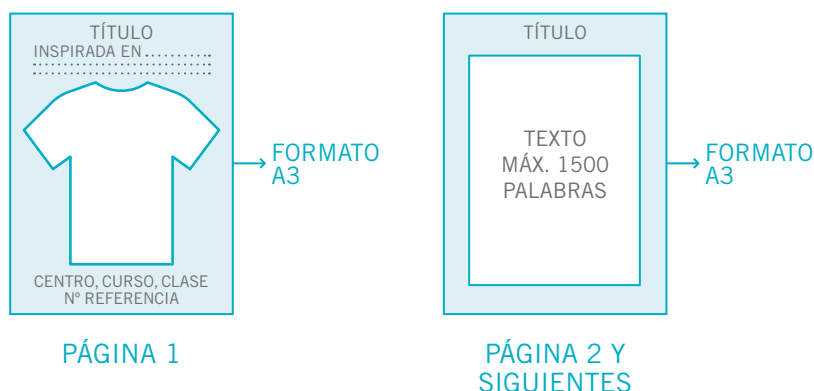 TÍTULO
INSPIRADA EN ..........
CENTRO, CURSO, CLASE
Nº REFERENCIA
FORMATO
A3
PÁGINA 1
TÍTULO
TEXTO
MÁX. 1500
PALABRAS
FORMATO
A3
PÁGINA 2 Y
SIGUIENTES